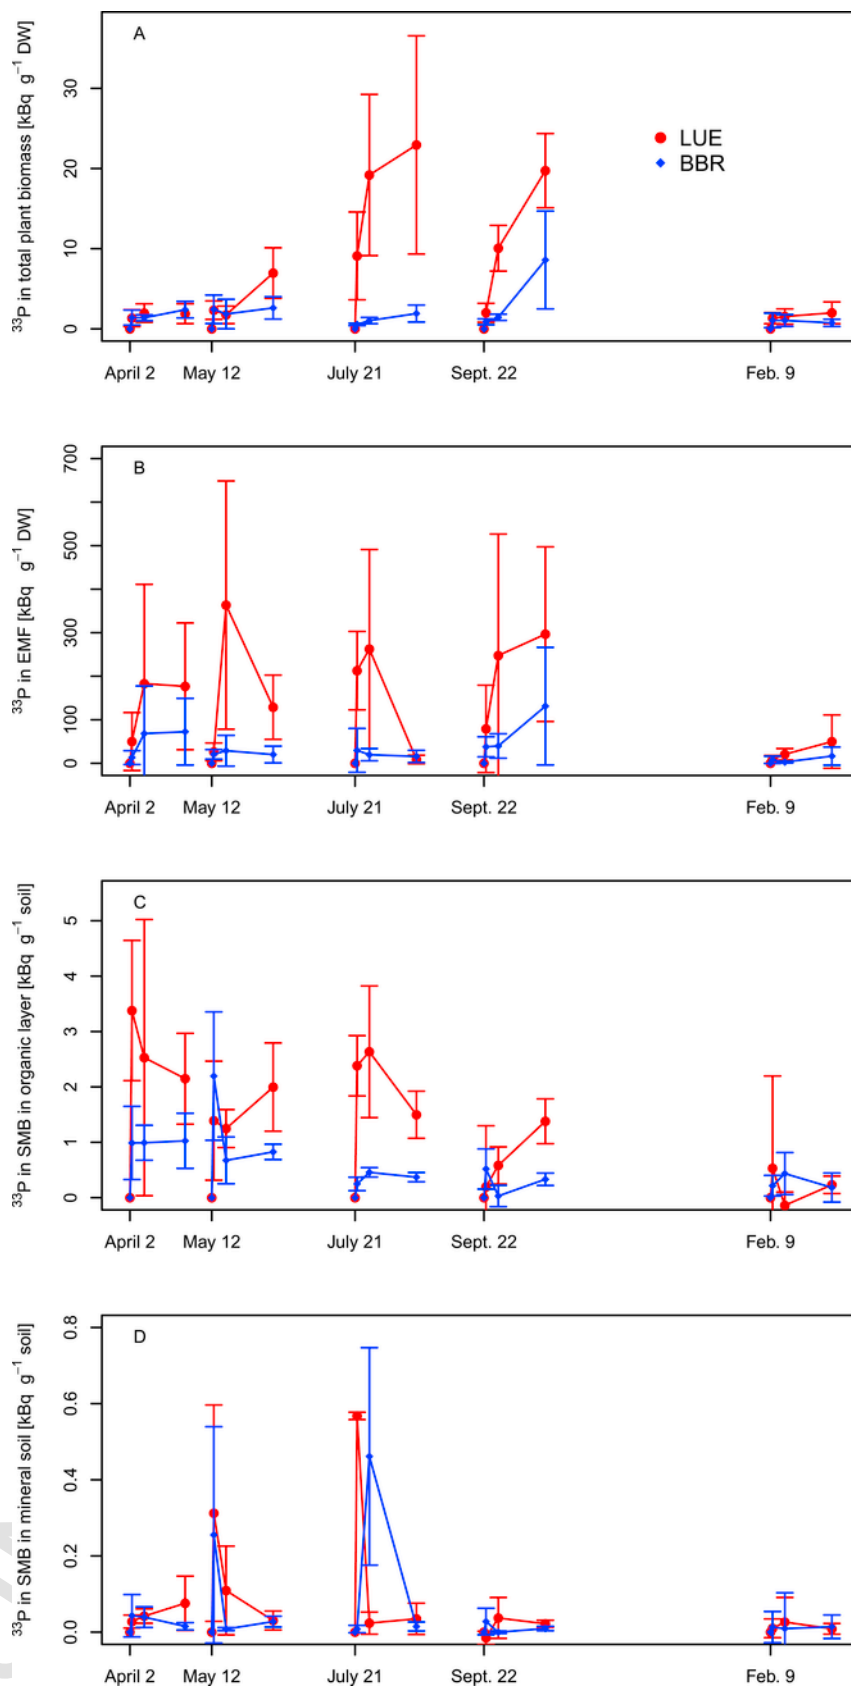 A
³³P in total plant biomass [kBq g⁻¹ DW]
30
20
10
0
LUE
BBR
April 2 May 12 July 21 Sept. 22 Feb. 9
B
³³P in EMF [kBq g⁻¹ DW]
700
500
300
100
0
April 2 May 12 July 21 Sept. 22 Feb. 9
C
³³P in SMB in organic layer [kBq g⁻¹ soil]
5
4
3
2
1
0
April 2 May 12 July 21 Sept. 22 Feb. 9
D
³³P in SMB in mineral soil [kBq g⁻¹ soil]
0.8
0.6
0.4
0.2
0.0
April 2 May 12 July 21 Sept. 22 Feb. 9